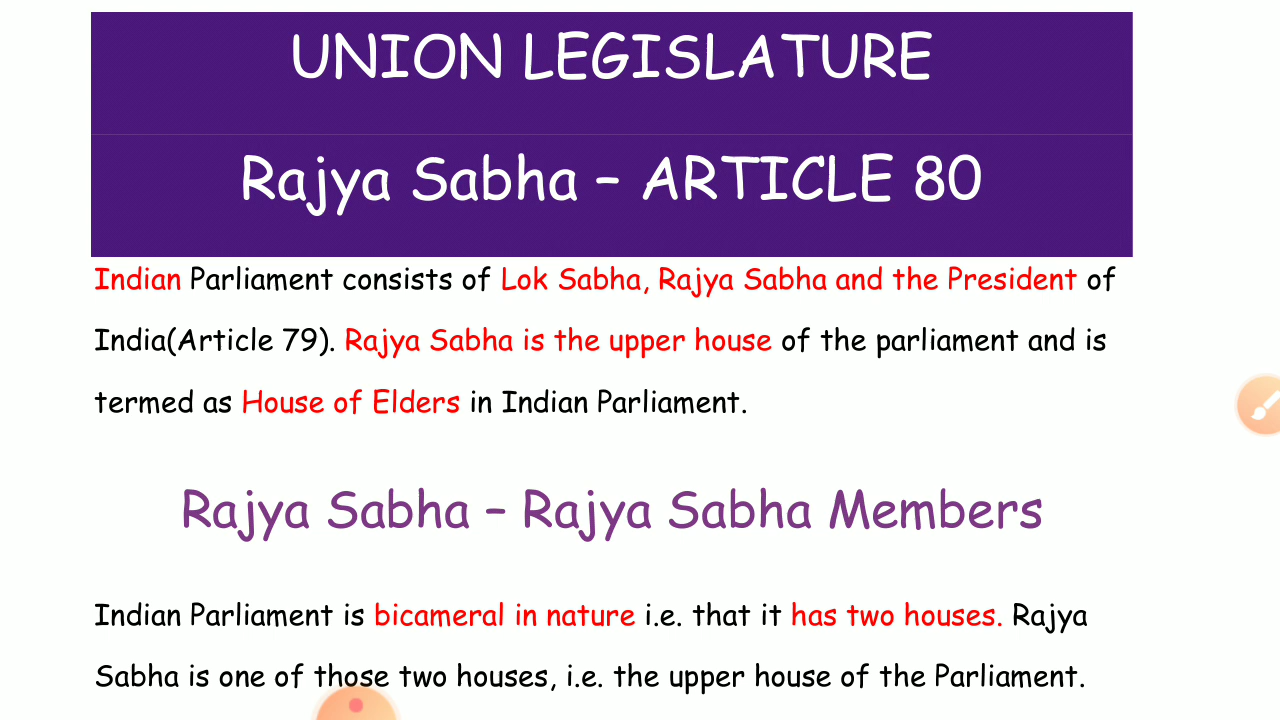 UNION LEGISLATURE
Rajya Sabha – ARTICLE 80
Indian Parliament consists of Lok Sabha, Rajya Sabha and the President of
India(Article 79). Rajya Sabha is the upper house of the parliament and is
termed as House of Elders in Indian Parliament.
Rajya Sabha – Rajya Sabha Members
Indian Parliament is bicameral in nature i.e. that it has two houses. Rajya
Sabha is one of those two houses, i.e. the upper house of the Parliament.